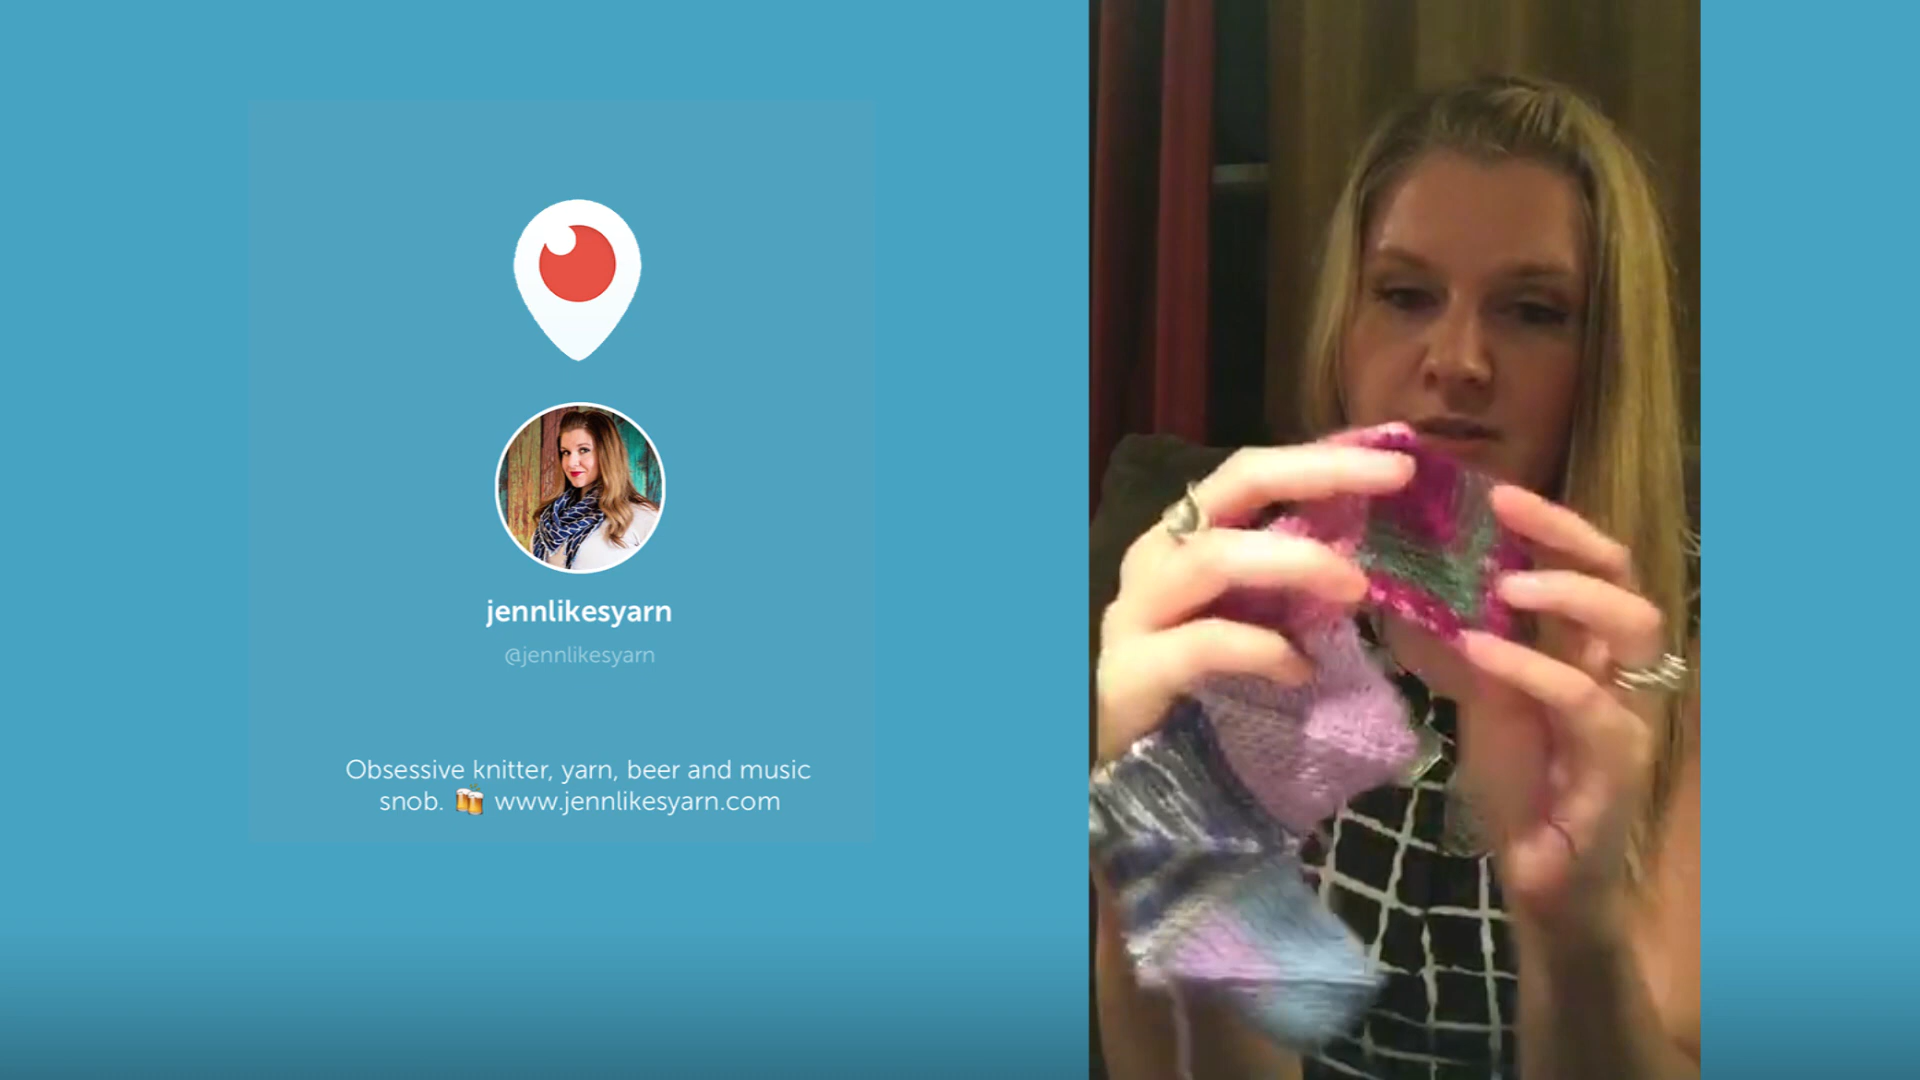 jennlikesyarn
@jennlikesyarn
Obsessive knitter, yarn, beer and music
snob. 🍻 www.jennlikesyarn.com